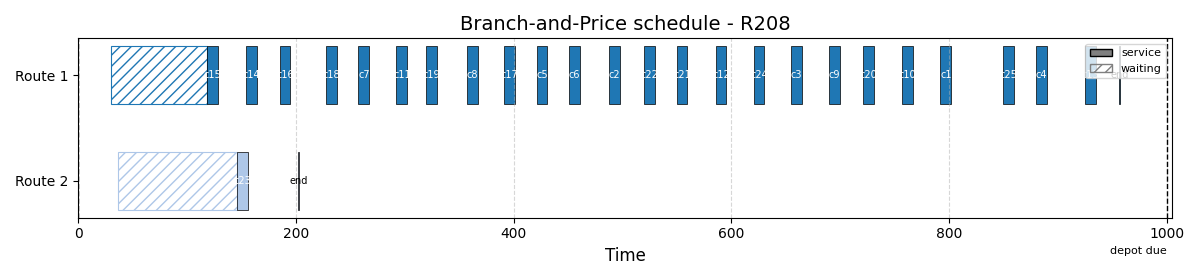 Branch-and-Price schedule - R208
Route 1
c15 c14 c16 c18 c7 c11 c19 c8 c17 c5 c6 c2 c22 c21 c12 c24 c3 c9 c20 c10 c1 c25 c4
service
waiting
Route 2
c23 end
0 200 400 600 800 1000
depot due
Time